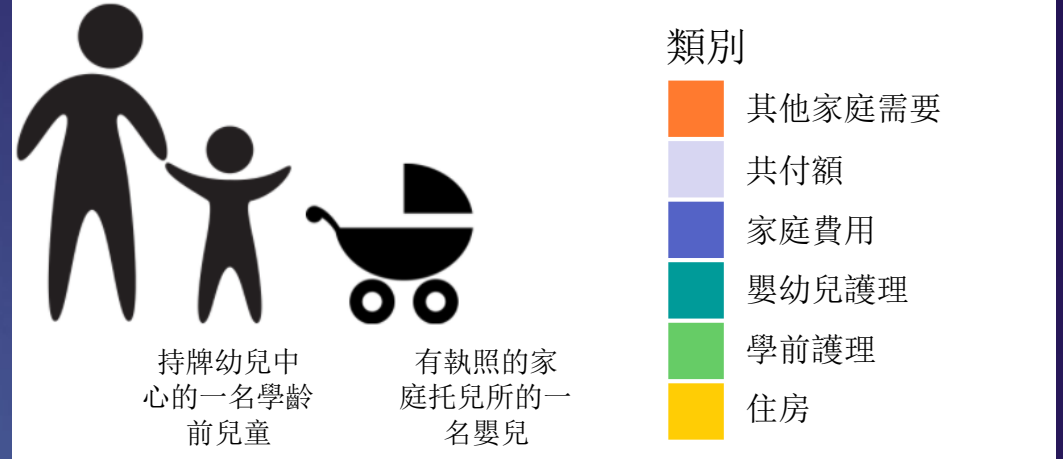 類別
其他家庭需要
共付額
家庭費用
嬰幼兒護理
學前護理
住房
持牌幼兒中
心的一名學齡
前兒童
有執照的家
庭托兒所的一
名嬰兒